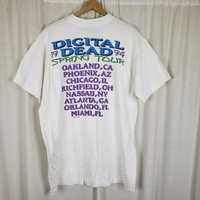 DIGITAL
19 DEAD 94
SPRING TOUR
OAKLAND, CA
PHOENIX, AZ
CHICAGO, IL
RICHFIELD, OH
NASSAU, NY
ATLANTA, GA
ORLANDO, FL
MIAMI, FL